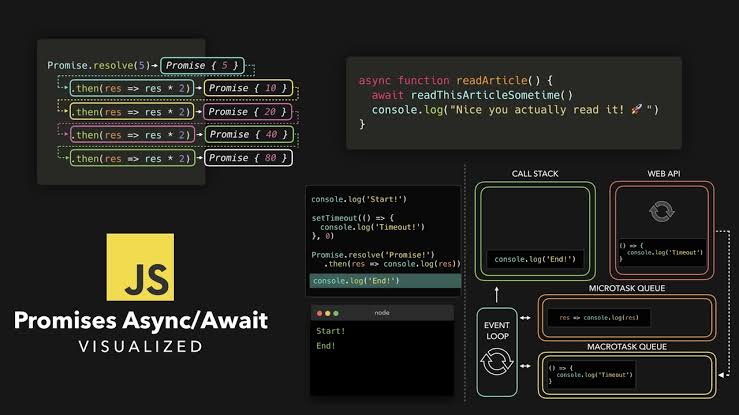 Promise.resolve(5) Promise { 5 }
.then(res => res * 2) Promise { 10 }
.then(res => res * 2) Promise { 20 }
.then(res => res * 2) Promise { 40 }
.then(res => res * 2) Promise { 80 }
async function readArticle() {
await readThisArticleSometime()
console.log("Nice you actually read it! 🚀 ")
}
JS
Promises Async/Await
VISUALIZED
console.log('Start!')
setTimeout(() => {
console.log('Timeout!')
}, 0)
Promise.resolve('Promise!')
.then(res => console.log(res))
console.log('End!')
node
Start!
End!
CALL STACK
console.log('End!')
WEB API
() => {
console.log('Timeout')
}
MICROTASK QUEUE
res => console.log(res)
EVENT
LOOP
MACROTASK QUEUE
() => {
console.log('Timeout')
}